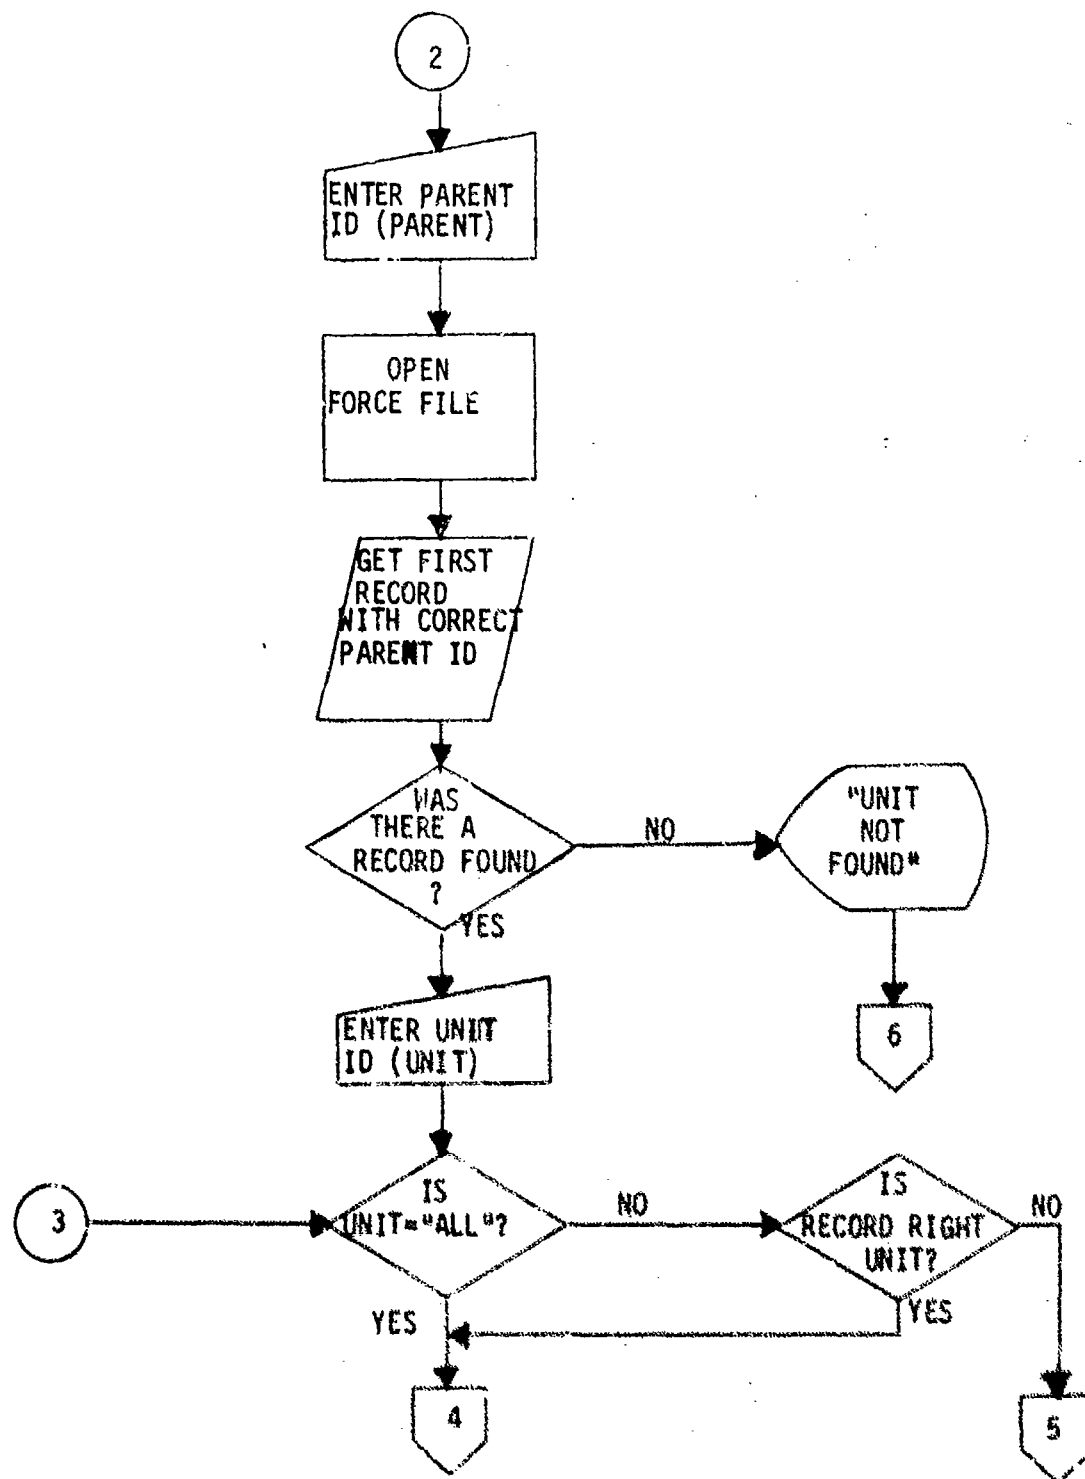 2
ENTER PARENT
ID (PARENT)
OPEN
FORCE FILE
GET FIRST
RECORD
WITH CORRECT
PARENT ID
WAS
THERE A
RECORD FOUND
?
NO
"UNIT
NOT
FOUND"
YES
ENTER UNIT
ID (UNIT)
6
3
IS
UNIT="ALL"?
NO
IS
RECORD RIGHT
UNIT?
NO
YES
YES
4
5